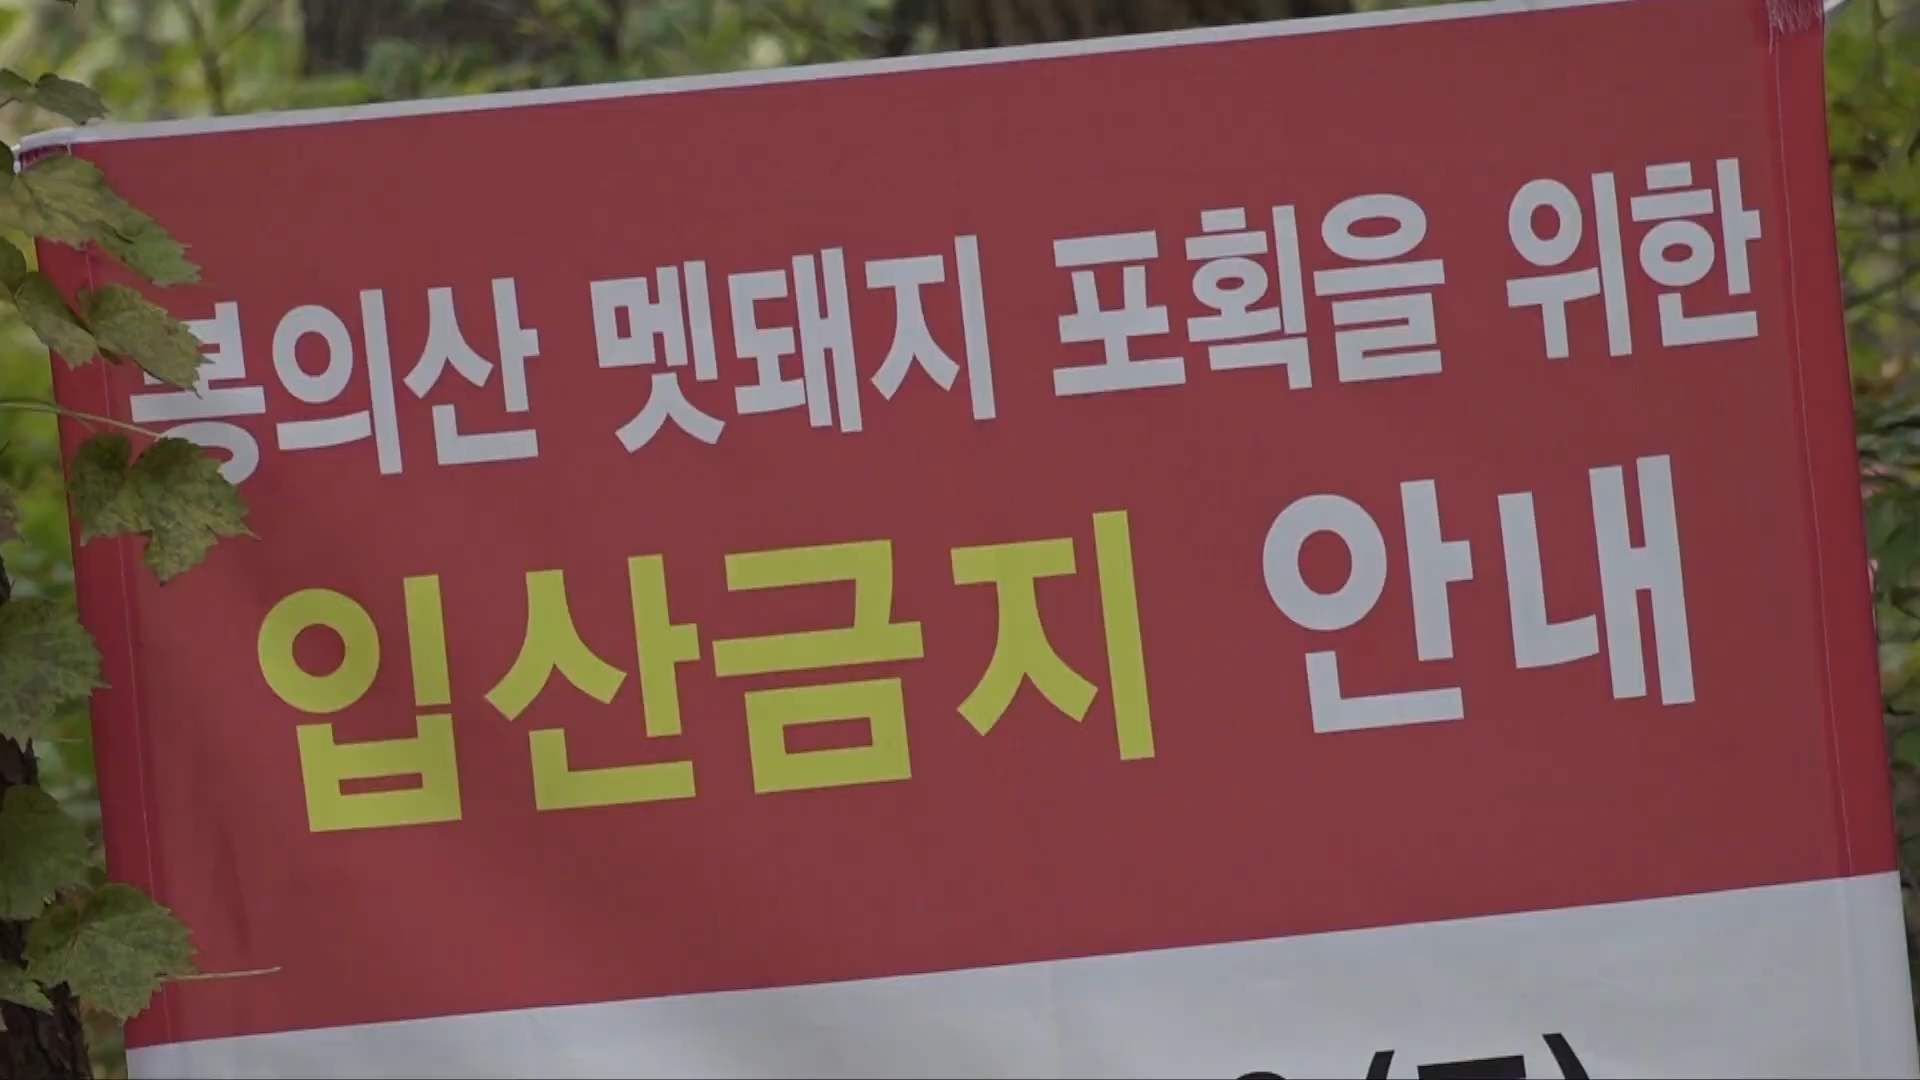 봉의산 멧돼지 포획을 위한
입산금지 안내